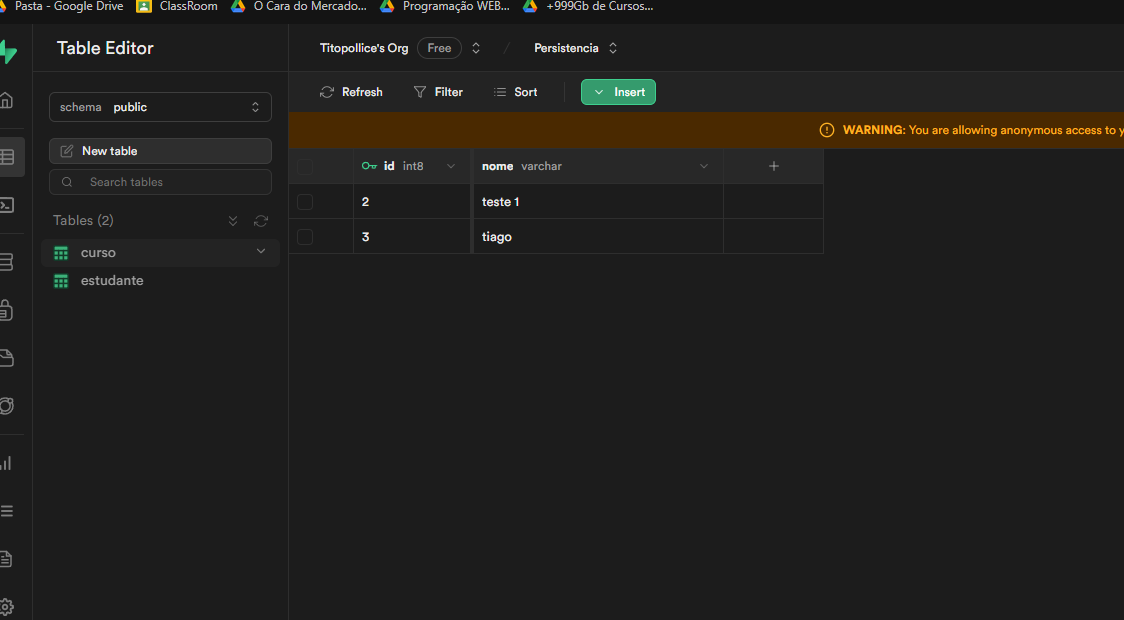 Pasta - Google Drive ClassRoom O Cara do Mercado... Programação WEB... +999Gb de Cursos...
Table Editor
Titopollice's Org Free / Persistencia
schema public
Refresh Filter Sort Insert
WARNING: You are allowing anonymous access to
New table
Search tables
id int8 nome varchar +
2 teste 1
3 tiago
Tables (2)
curso
estudante